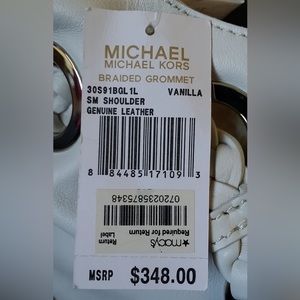 MICHAEL
MICHAEL KORS
BRAIDED GROMMET
30S91BGL1L VANILLA
SM SHOULDER
GENUINE LEATHER
8 84485 17109 3
★macy's
Required for Return
Return Label
0720235875348
MSRP $348.00